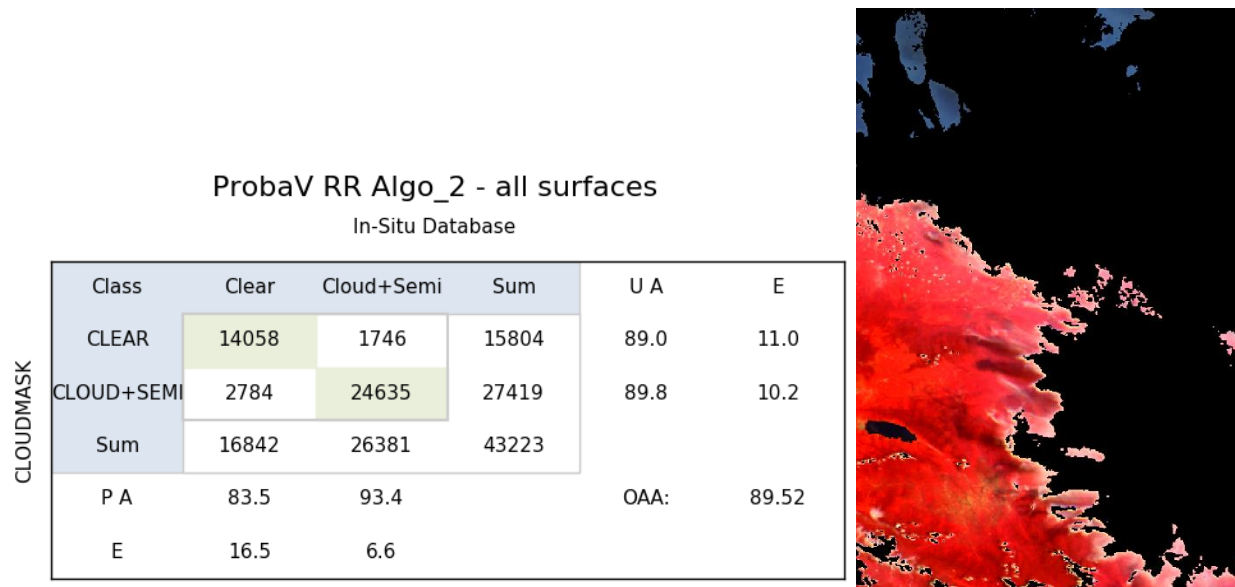 ProbaV RR Algo_2 - all surfaces
In-Situ Database
CLOUDMASK
Class Clear Cloud+Semi Sum U A E
CLEAR 14058 1746 15804 89.0 11.0
CLOUD+SEMI 2784 24635 27419 89.8 10.2
Sum 16842 26381 43223
P A 83.5 93.4 OAA: 89.52
E 16.5 6.6